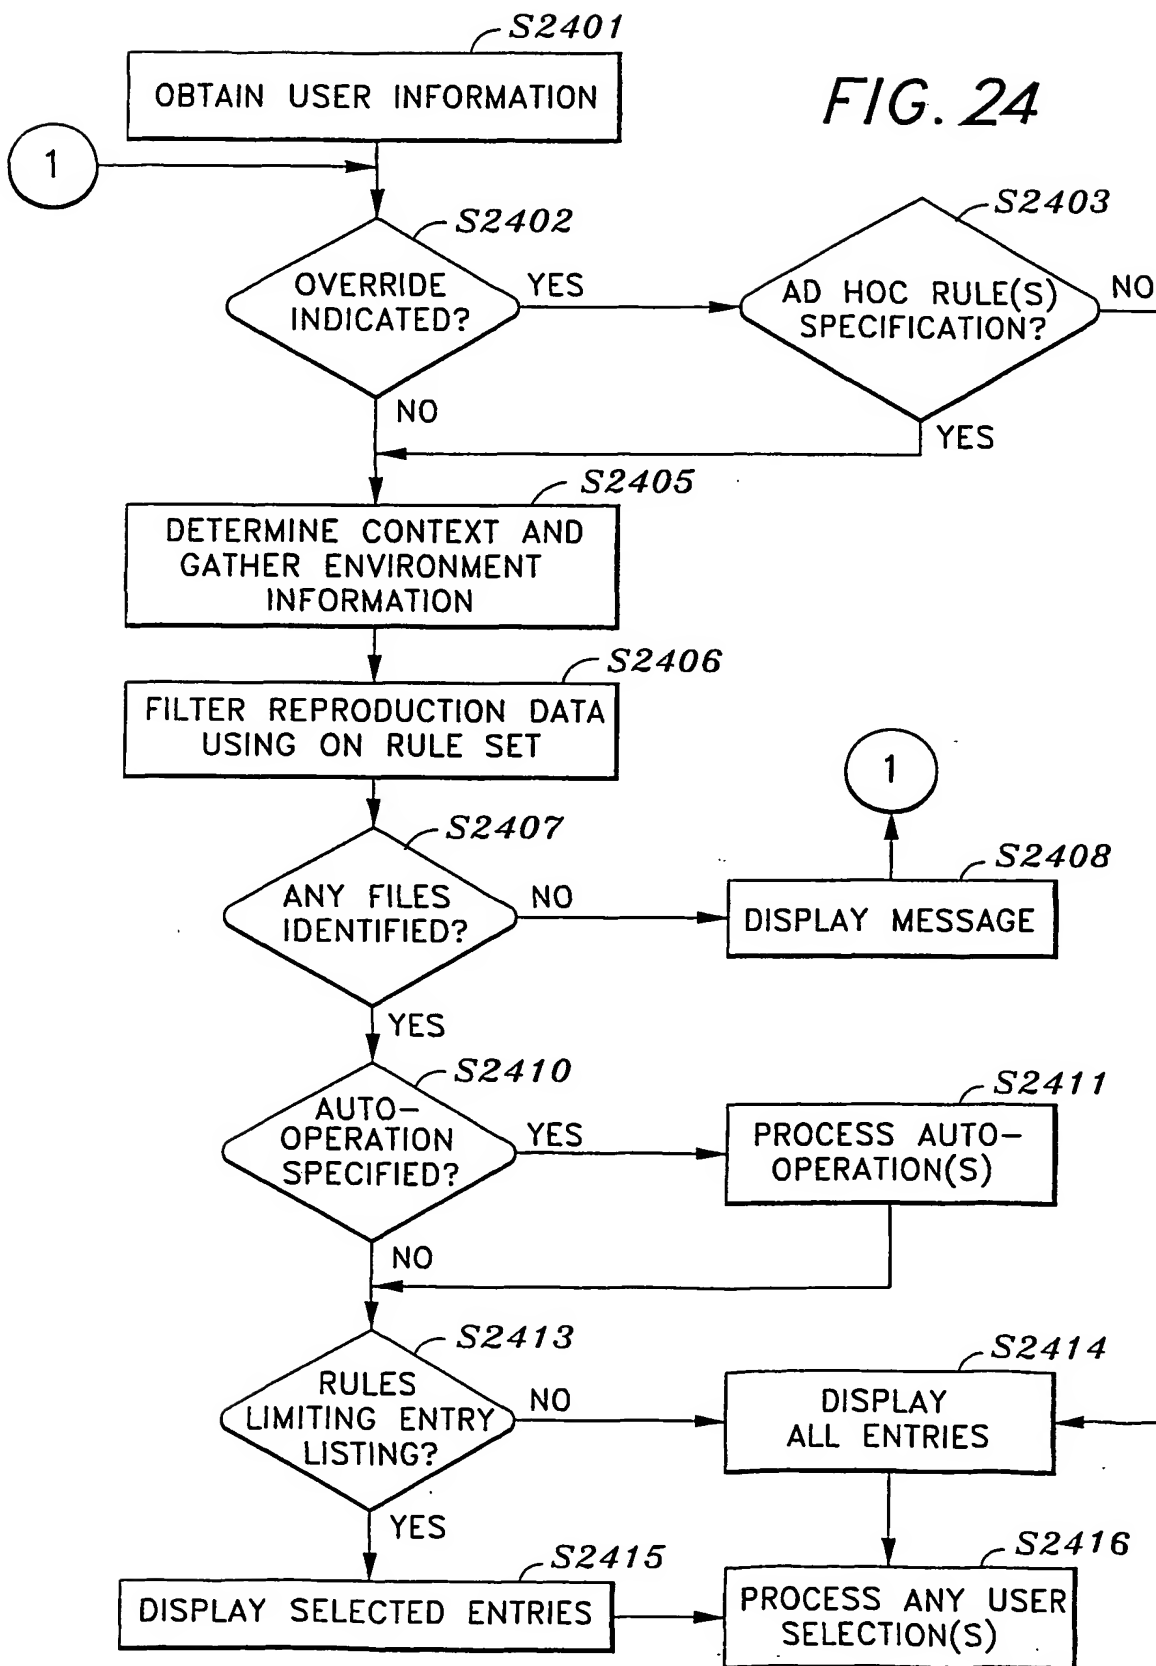 S2401
OBTAIN USER INFORMATION
FIG. 24
1
S2402
OVERRIDE
INDICATED?
YES
NO
S2403
AD HOC RULE(S)
SPECIFICATION?
NO
YES
S2405
DETERMINE CONTEXT AND
GATHER ENVIRONMENT
INFORMATION
S2406
FILTER REPRODUCTION DATA
USING ON RULE SET
S2407
ANY FILES
IDENTIFIED?
NO
YES
1
S2408
DISPLAY MESSAGE
S2410
AUTO-
OPERATION
SPECIFIED?
YES
NO
S2411
PROCESS AUTO-
OPERATION(S)
S2413
RULES
LIMITING ENTRY
LISTING?
NO
YES
S2414
DISPLAY
ALL ENTRIES
S2415
DISPLAY SELECTED ENTRIES
S2416
PROCESS ANY USER
SELECTION(S)